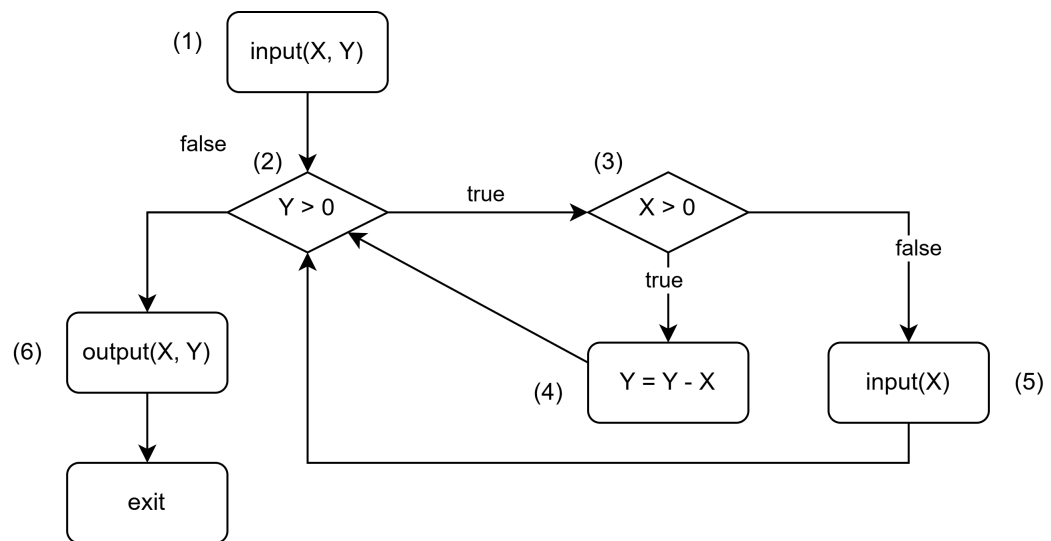 (1)
input(X, Y)
false
(2)
Y > 0
true
(3)
X > 0
false
true
(6)
output(X, Y)
(4)
Y = Y - X
input(X)
(5)
exit